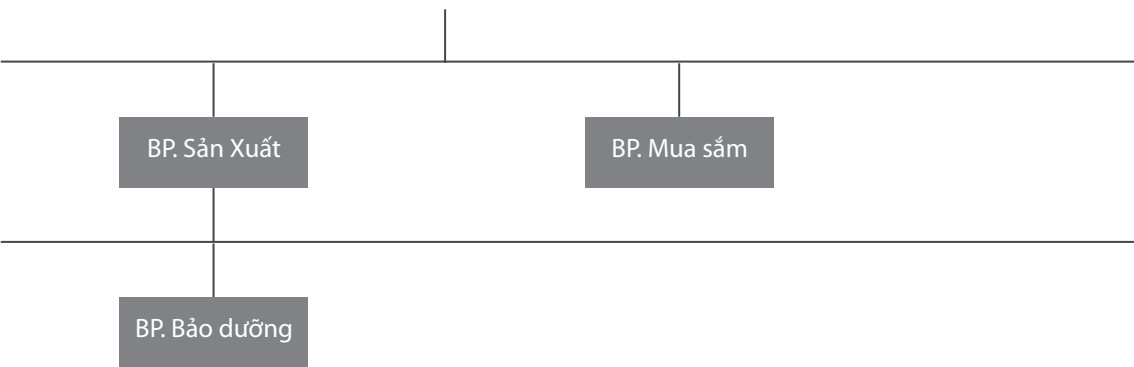 BP. Sản Xuất
BP. Mua sắm
BP. Bảo dưỡng